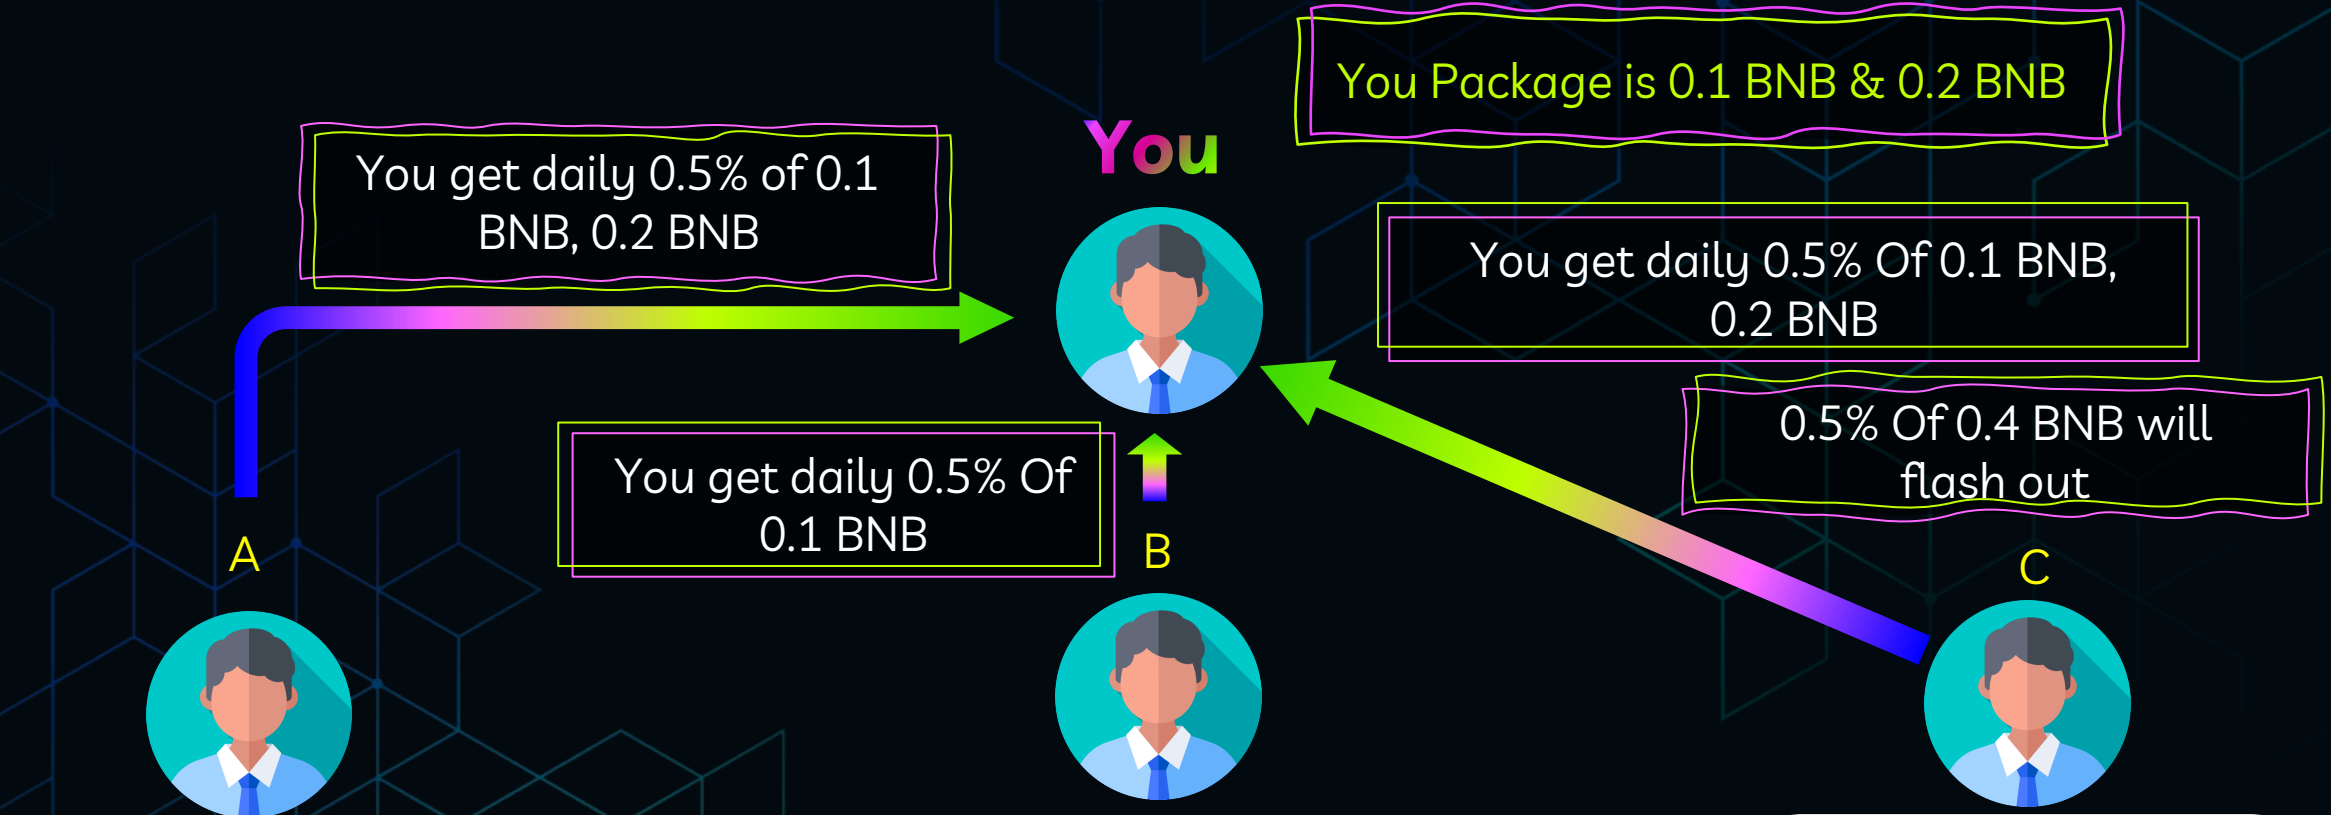 You Package is 0.1 BNB & 0.2 BNB
You
You get daily 0.5% of 0.1
BNB, 0.2 BNB
You get daily 0.5% Of 0.1 BNB,
0.2 BNB
0.5% Of 0.4 BNB will
flash out
You get daily 0.5% Of
0.1 BNB
A
B
C